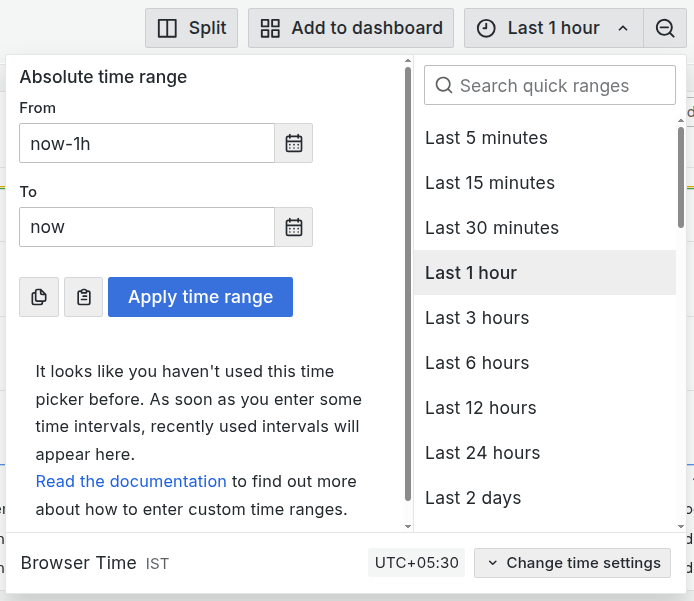 Split
Add to dashboard
Last 1 hour
Absolute time range
From
now-1h
To
now
Apply time range
It looks like you haven't used this time
picker before. As soon as you enter some
time intervals, recently used intervals will
appear here.
Read the documentation to find out more
about how to enter custom time ranges.
Search quick ranges
Last 5 minutes
Last 15 minutes
Last 30 minutes
Last 1 hour
Last 3 hours
Last 6 hours
Last 12 hours
Last 24 hours
Last 2 days
Browser Time IST
UTC+05:30
Change time settings